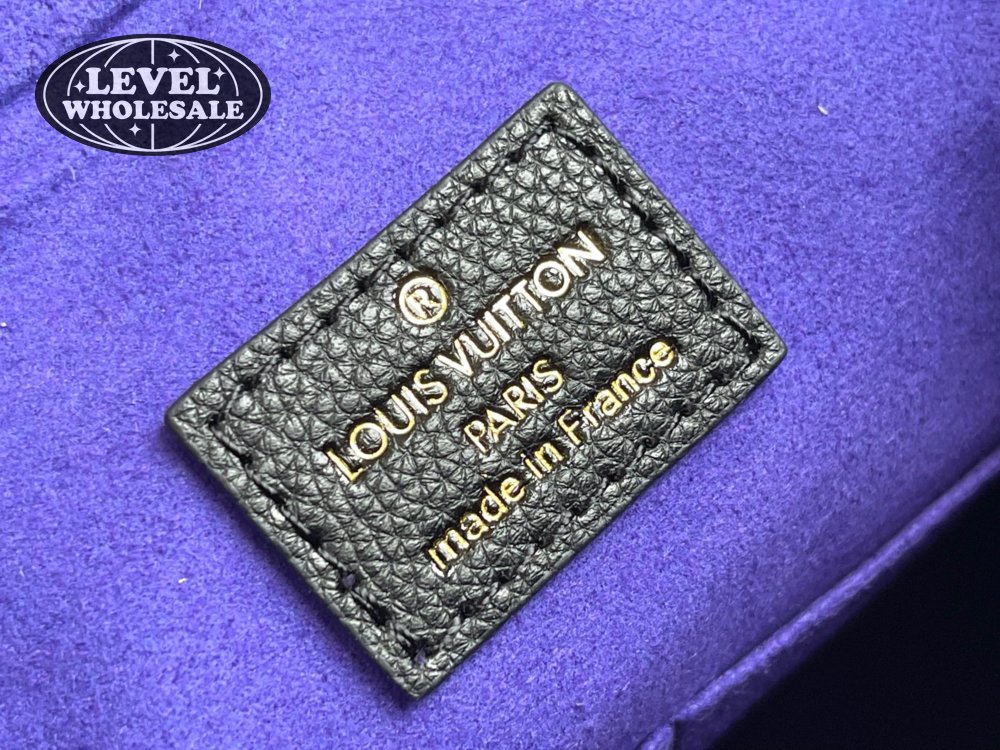 LEVEL
WHOLESALE
®
LOUIS VUITTON
PARIS
made in France